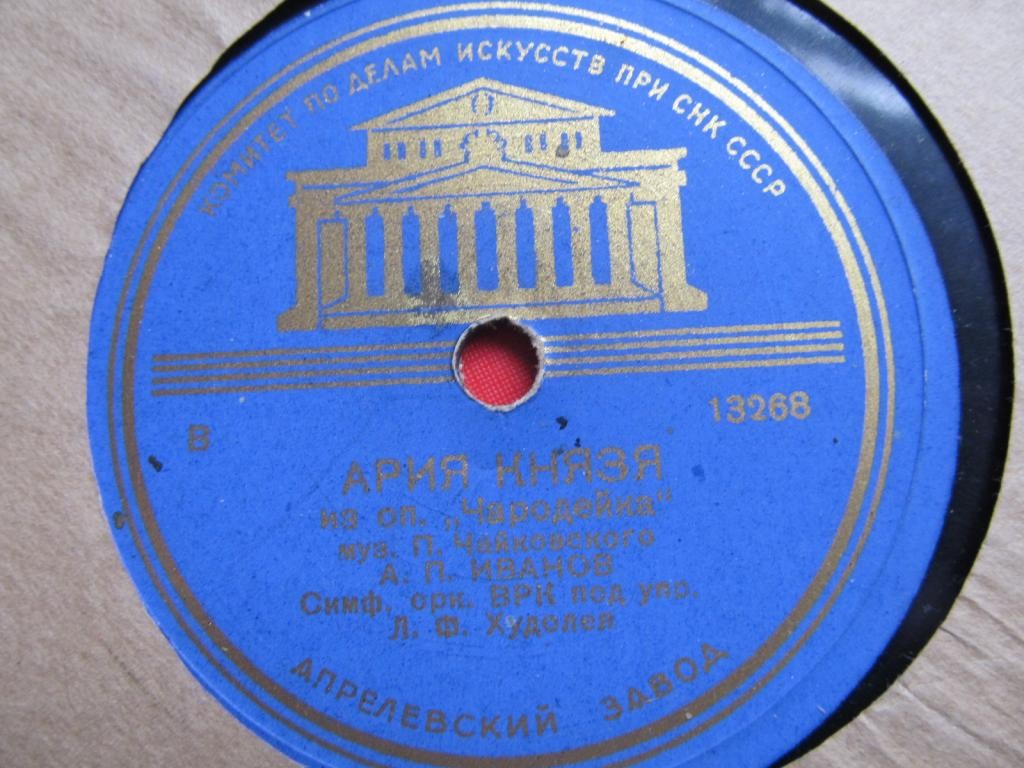 КОМИТЕТ ПО ДЕЛАМ ИСКУССТВ ПРИ СНК СССР
13268
В
АРИЯ КНЯЗЯ
из оп. „Чародейка"
муз. П. Чайковского
А. П. ИВАНОВ
Симф. орк. ВРК под упр.
Л. Ф. Худолея
АПРЕЛЕВСКИЙ ЗАВОД